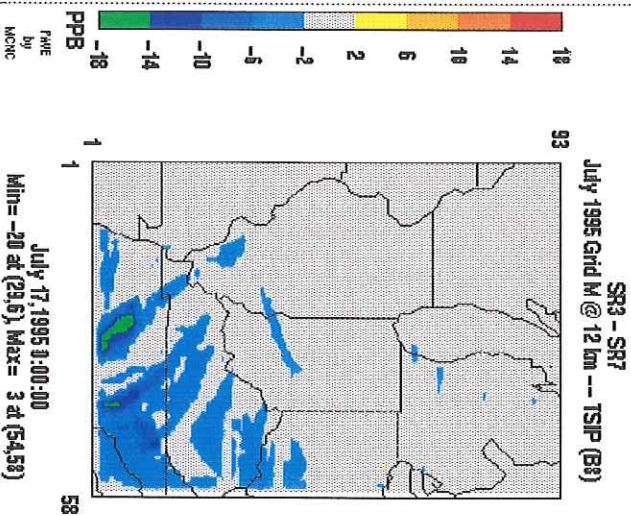 SR3 - SR7
July 1995 Grid M @ 12 km --- TSIP (B8)
18
14
10
6
2
-2
-6
-10
-14
-18
PPB
PAVE
by
MCNC
93
1
1
58
July 17,1995 0:00:00
Min= -20 at (29,6), Max= 3 at (54,58)